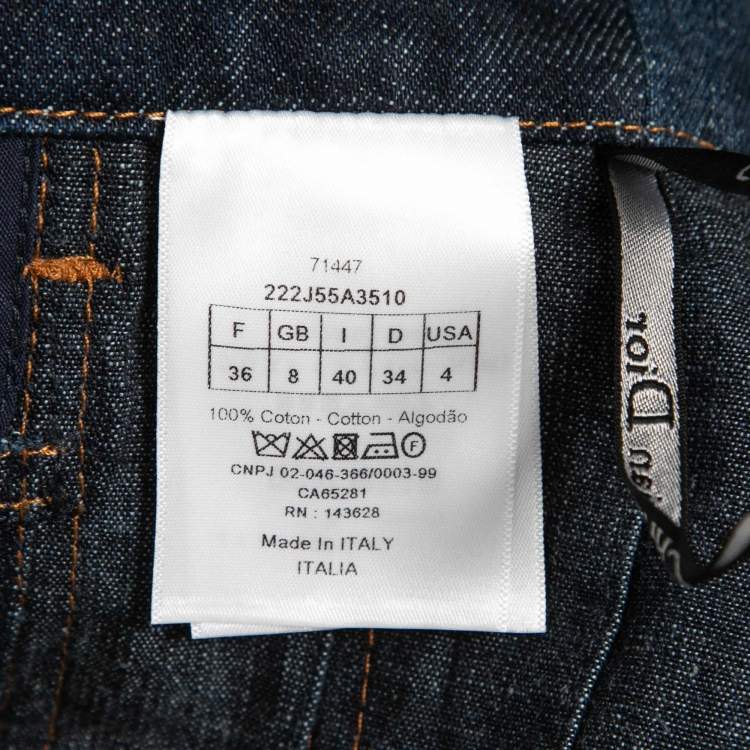 71447
222J55A3510
F GB I D USA
36 8 40 34 4
100% Coton - Cotton - Algodão
F
CNPJ 02-046-366/0003-99
CA65281
RN : 143628
Made In ITALY
ITALIA
Dior